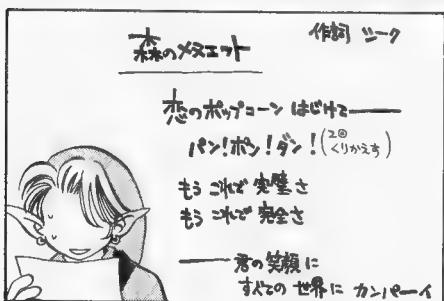 森のメヌエット
作詞 シーク
恋のポップコーン はじけて――
パン!ポン!ダン!(2回くりかえす)
もう これで 完璧さ
もう これで 完全さ
――君の笑顔に
すべての 世界に カンパーイ